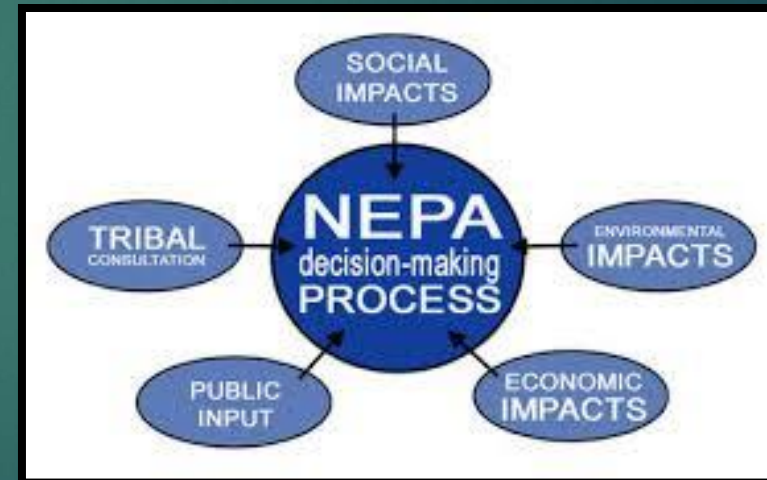 SOCIAL
IMPACTS
NEPA
decision-making
PROCESS
TRIBAL
CONSULTATION
ENVIRONMENTAL
IMPACTS
PUBLIC
INPUT
ECONOMIC
IMPACTS